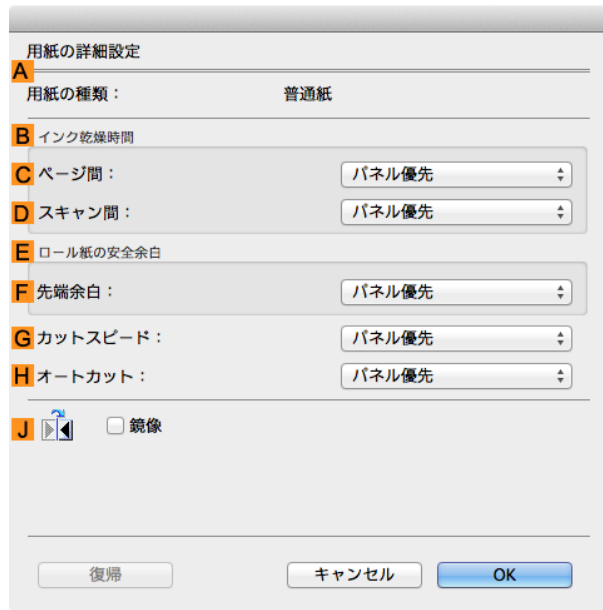 用紙の詳細設定
A
用紙の種類： 普通紙
B インク乾燥時間
C ページ間： パネル優先
D スキャン間： パネル優先
E ロール紙の安全余白
F 先端余白： パネル優先
G カットスピード： パネル優先
H オートカット： パネル優先
J 鏡像
復帰 キャンセル OK